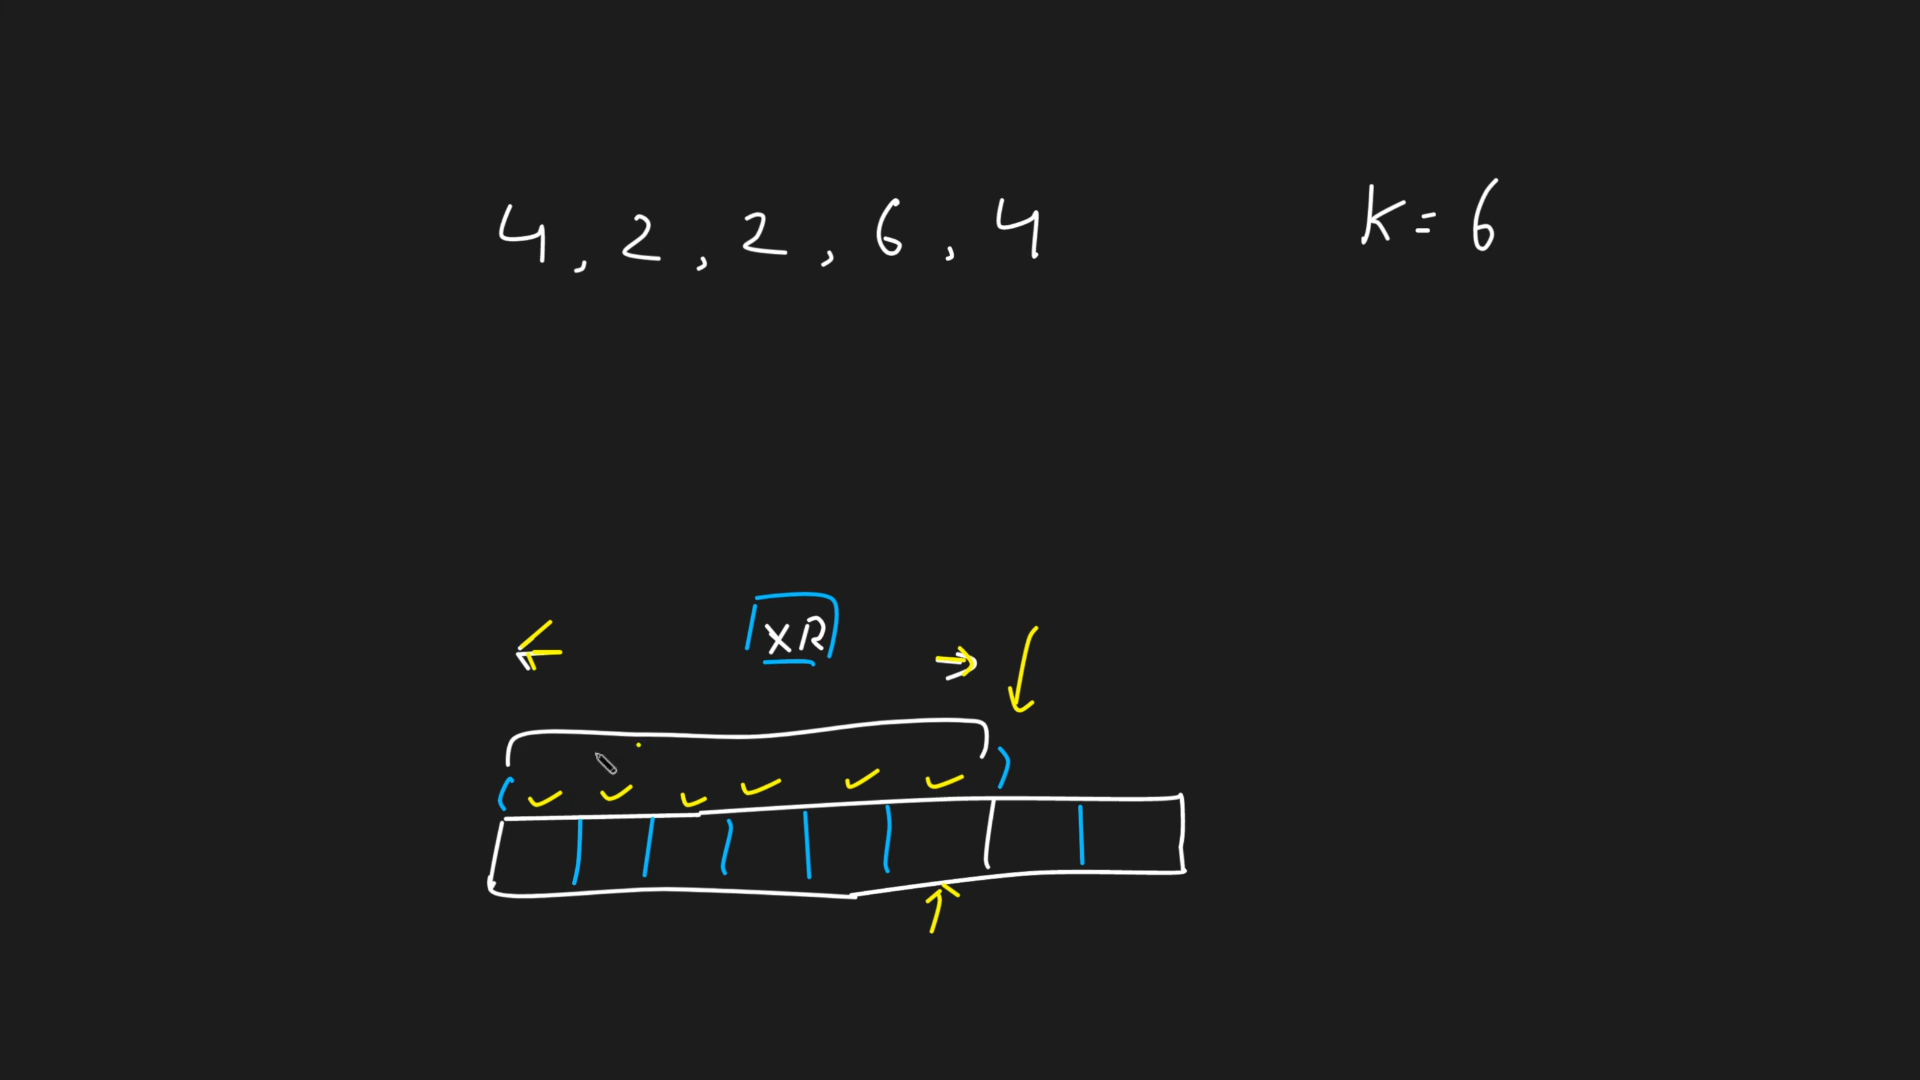 4, 2, 2, 6, 4
K = 6
XR